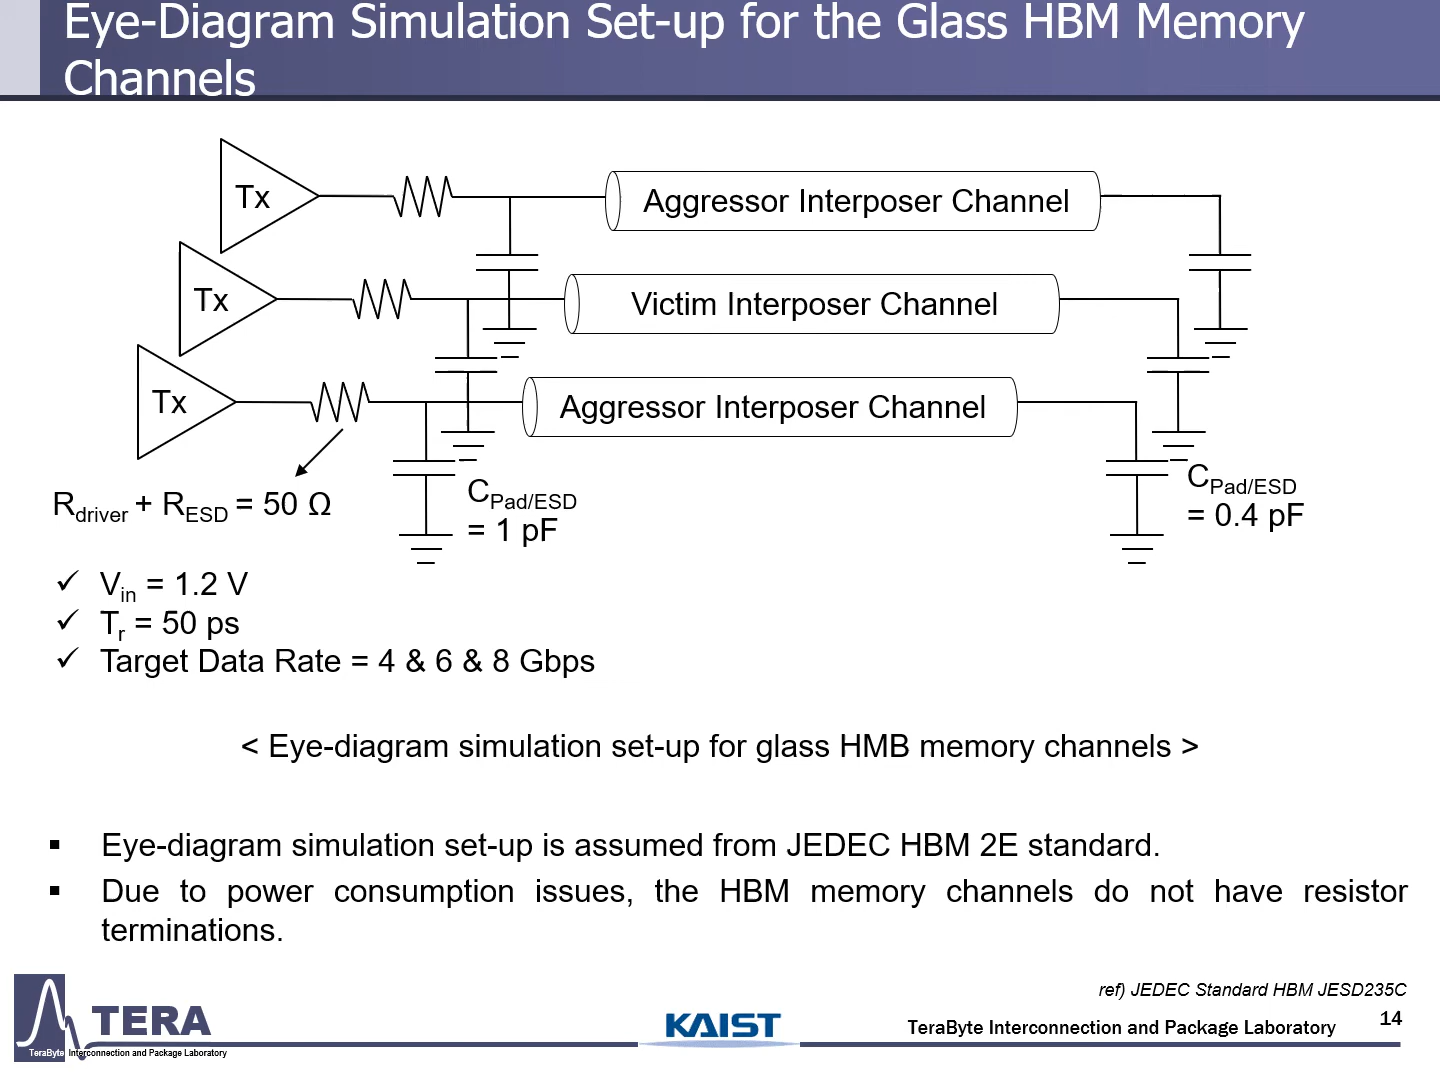 Eye-Diagram Simulation Set-up for the Glass HBM Memory
Channels
Tx
Aggressor Interposer Channel
Tx
Victim Interposer Channel
Tx
Aggressor Interposer Channel
Rdriver + RESD = 50 Ω
CPad/ESD
= 1 pF
CPad/ESD
= 0.4 pF
✓ Vin = 1.2 V
✓ Tr = 50 ps
✓ Target Data Rate = 4 & 6 & 8 Gbps
< Eye-diagram simulation set-up for glass HMB memory channels >
▪ Eye-diagram simulation set-up is assumed from JEDEC HBM 2E standard.
▪ Due to power consumption issues, the HBM memory channels do not have resistor
terminations.
ref) JEDEC Standard HBM JESD235C
TERA
TeraByte Interconnection and Package Laboratory
KAIST
TeraByte Interconnection and Package Laboratory
14